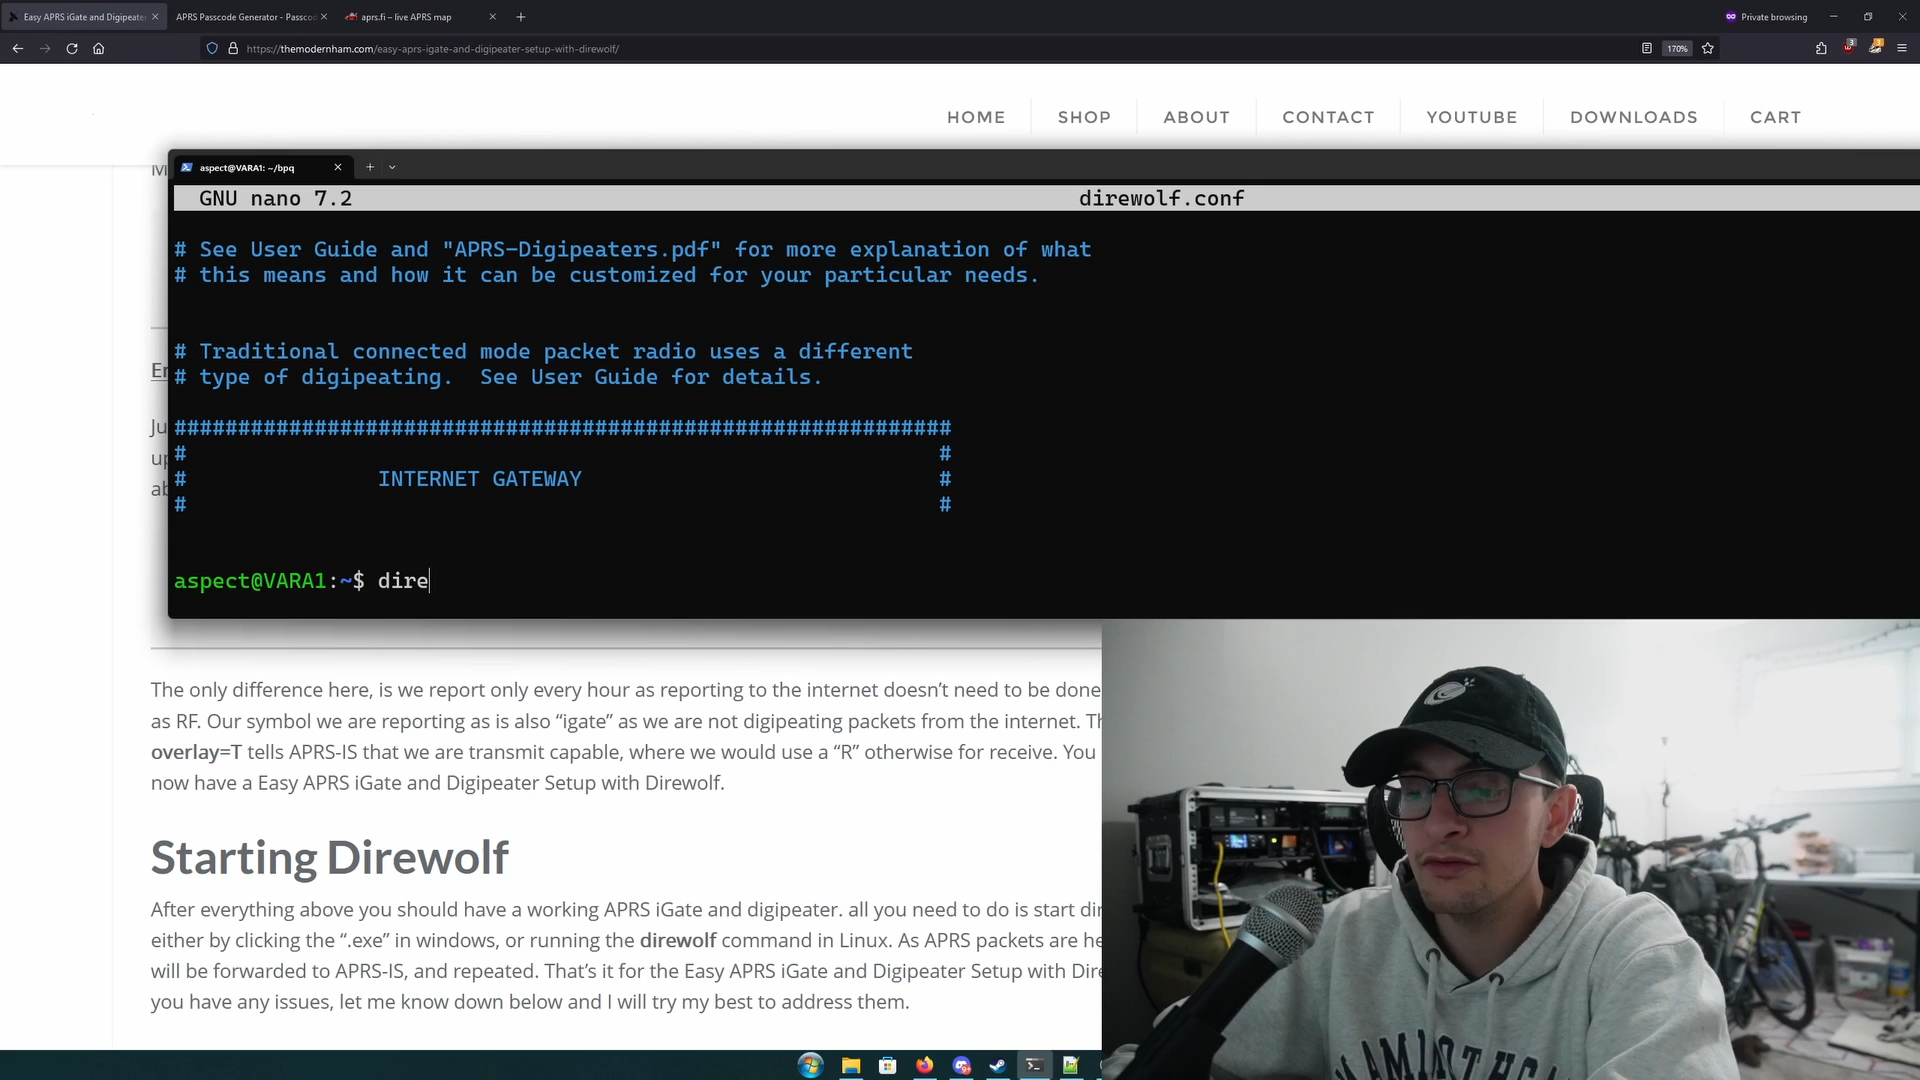 Easy APRS iGate and Digipeate
APRS Passcode Generator - Passcod
aprs.fi – live APRS map
Private browsing
https://themodernham.com/easy-aprs-igate-and-digipeater-setup-with-direwolf/
170%
3
3
HOME
SHOP
ABOUT
CONTACT
YOUTUBE
DOWNLOADS
CART
M
aspect@VARA1: ~/bpq
GNU nano 7.2
direwolf.conf
# See User Guide and "APRS-Digipeaters.pdf" for more explanation of what
# this means and how it can be customized for your particular needs.
# Traditional connected mode packet radio uses a different
# type of digipeating.  See User Guide for details.
En
Ju
up
ab
#############################################################
# #
# INTERNET GATEWAY #
# #
aspect@VARA1:~$ dire
The only difference here, is we report only every hour as reporting to the internet doesn't need to be done
as RF. Our symbol we are reporting as is also “igate” as we are not digipeating packets from the internet. Th
overlay=T tells APRS-IS that we are transmit capable, where we would use a “R” otherwise for receive. You
now have a Easy APRS iGate and Digipeater Setup with Direwolf.
Starting Direwolf
After everything above you should have a working APRS iGate and digipeater. all you need to do is start dir
either by clicking the “.exe” in windows, or running the direwolf command in Linux. As APRS packets are he
will be forwarded to APRS-IS, and repeated. That's it for the Easy APRS iGate and Digipeater Setup with Dire
you have any issues, let me know down below and I will try my best to address them.